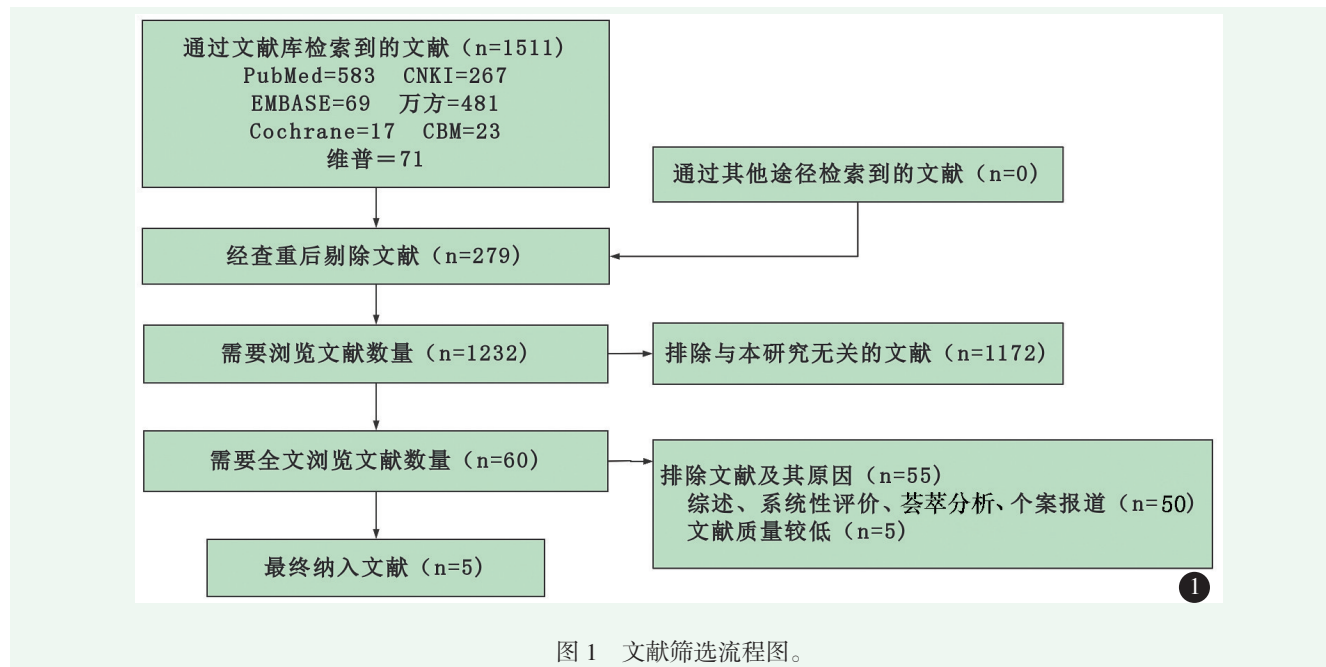 通过文献库检索到的文献（n=1511）
PubMed=583 CNKI=267
EMBASE=69 万方=481
Cochrane=17 CBM=23
维普＝71
通过其他途径检索到的文献（n=0）
经查重后剔除文献（n=279）
需要浏览文献数量（n=1232）
排除与本研究无关的文献（n=1172）
需要全文浏览文献数量（n=60）
排除文献及其原因（n=55）
综述、系统性评价、荟萃分析、个案报道（n=50）
文献质量较低（n=5）
最终纳入文献（n=5）
1
图 1 文献筛选流程图。